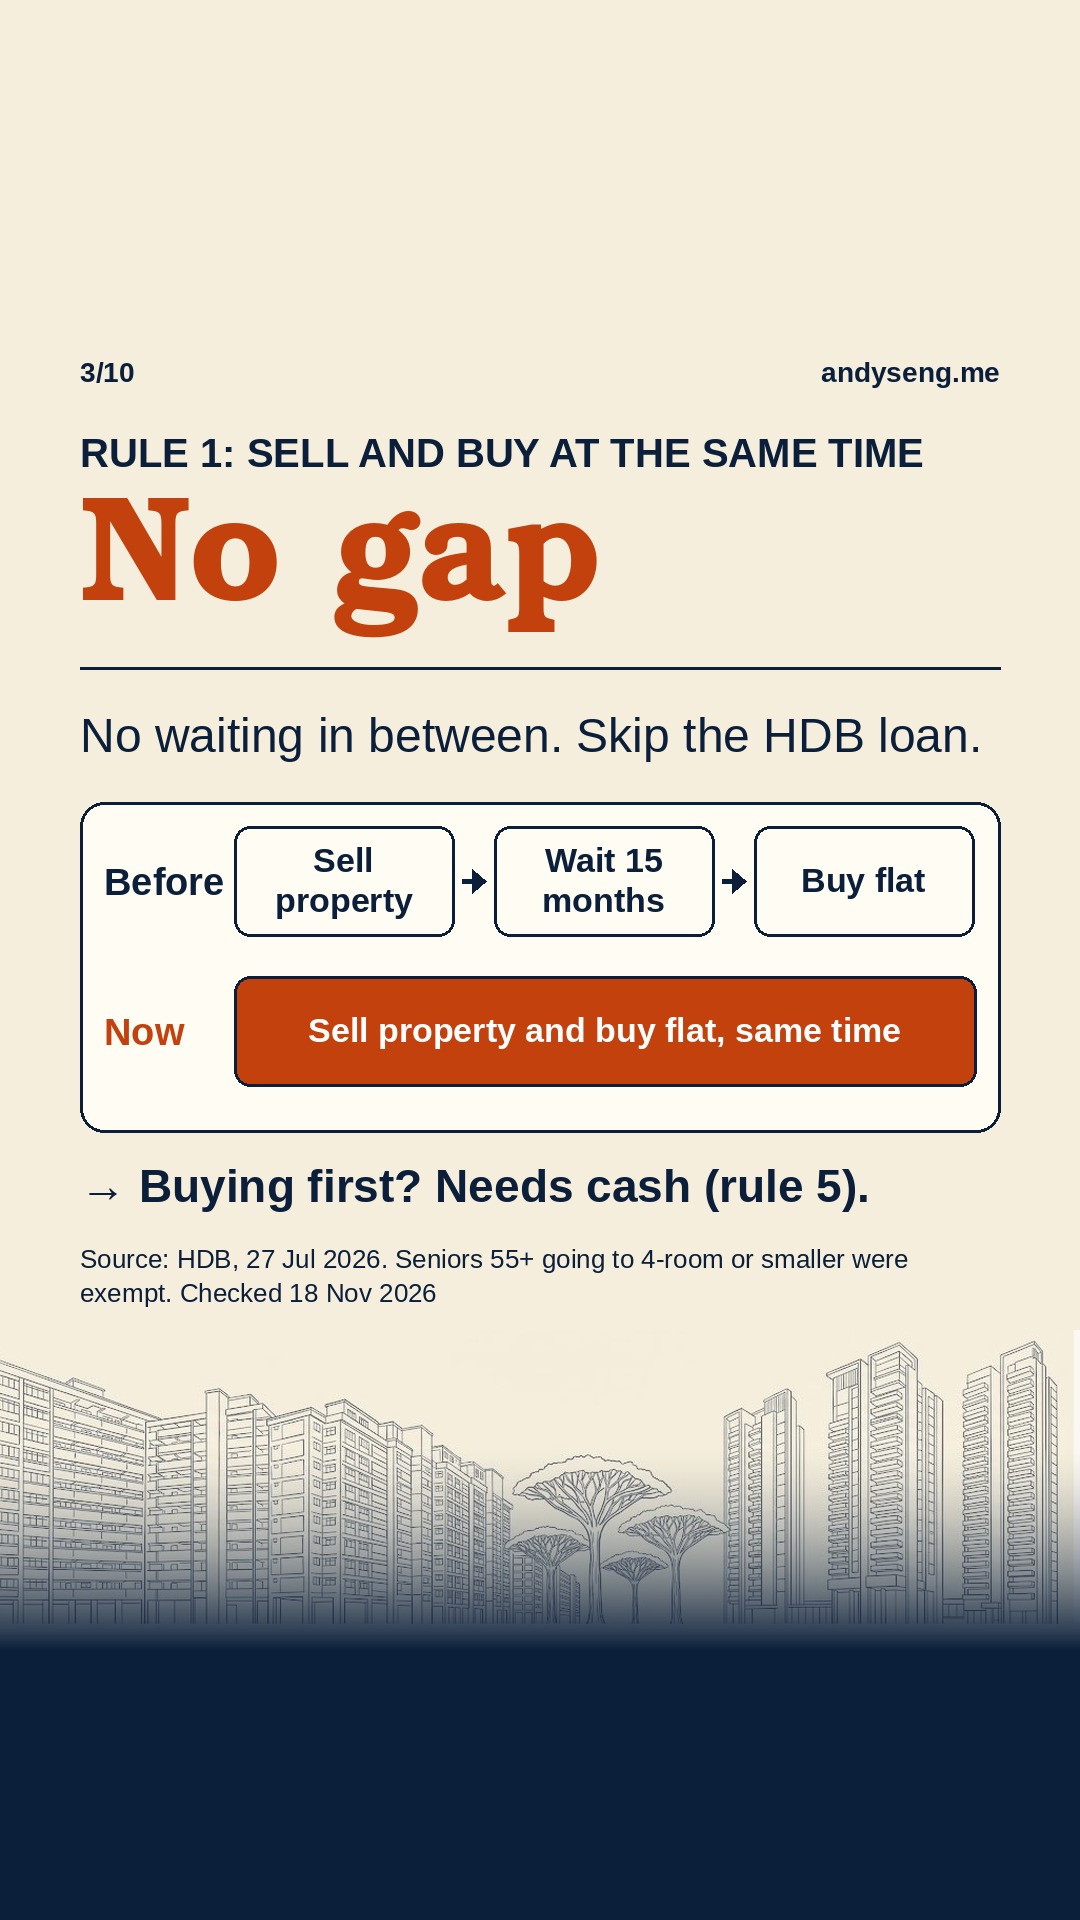 3/10
andyseng.me
RULE 1: SELL AND BUY AT THE SAME TIME
No gap
No waiting in between. Skip the HDB loan.
Before
Sell
property
Wait 15
months
Buy flat
Now
Sell property and buy flat, same time
→ Buying first? Needs cash (rule 5).
Source: HDB, 27 Jul 2026. Seniors 55+ going to 4-room or smaller were
exempt. Checked 18 Nov 2026